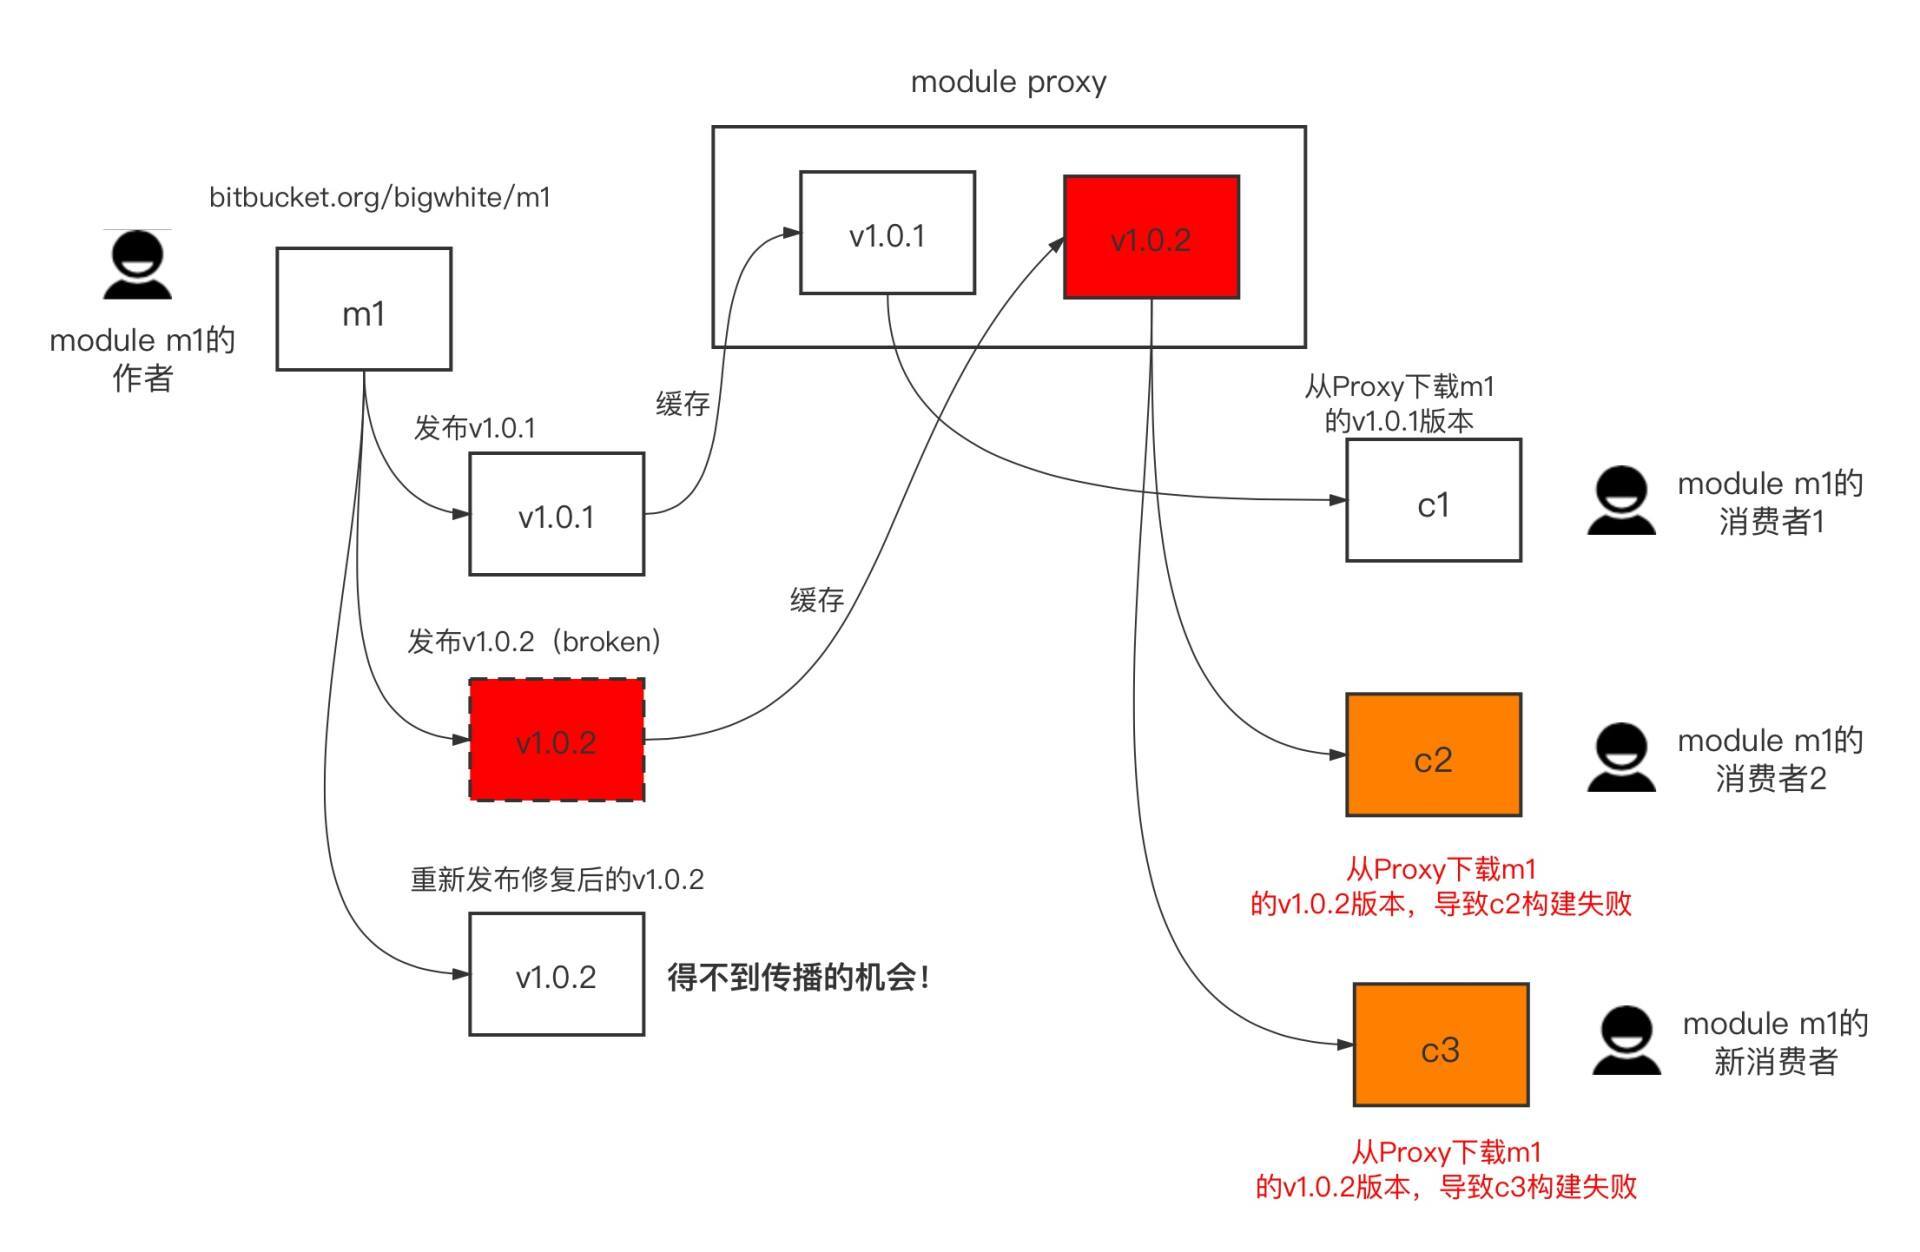 module proxy
bitbucket.org/bigwhite/m1
v1.0.1
v1.0.2
m1
module m1的
作者
缓存
发布v1.0.1
从Proxy下载m1
的v1.0.1版本
v1.0.1
c1
module m1的
消费者1
缓存
发布v1.0.2（broken）
v1.0.2
c2
module m1的
消费者2
从Proxy下载m1
的v1.0.2版本，导致c2构建失败
重新发布修复后的v1.0.2
v1.0.2
得不到传播的机会！
c3
module m1的
新消费者
从Proxy下载m1
的v1.0.2版本，导致c3构建失败